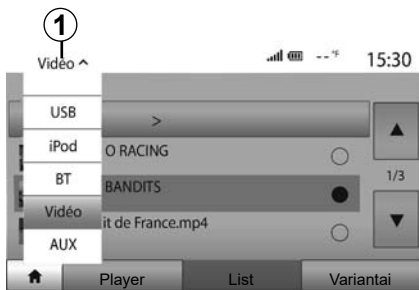 1
Vidéo ^ --°F 15:30
USB >
iPod O RACING
BT BANDITS 1/3
Vidéo it de France.mp4
AUX
Player List Variantai